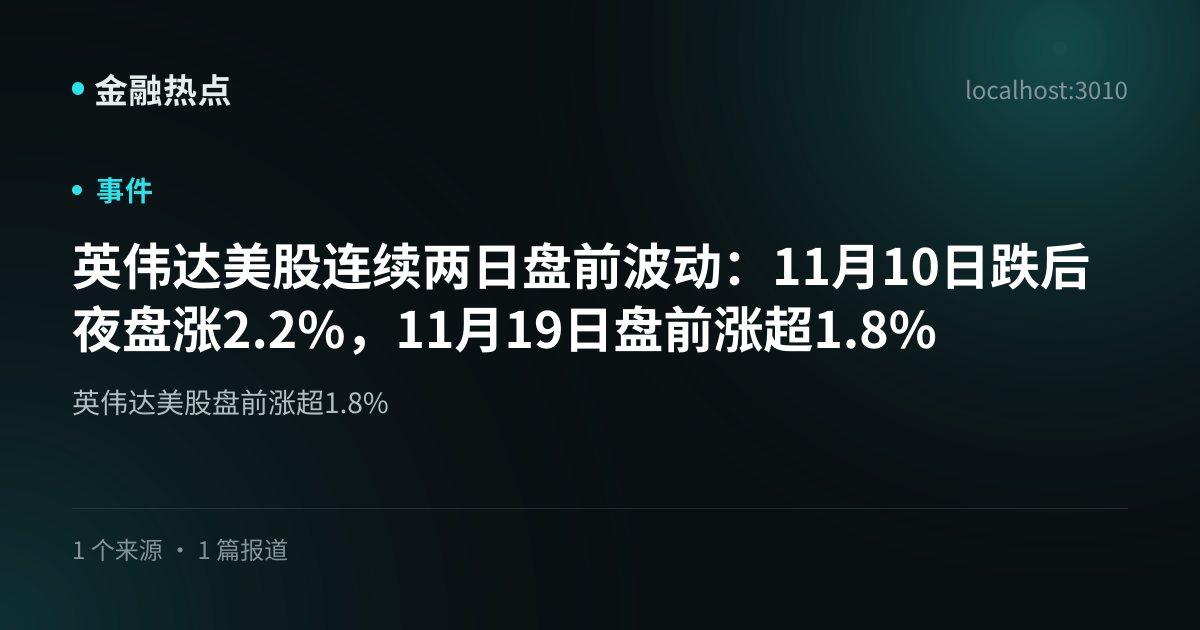 金融热点
localhost:3010
事件
英伟达美股连续两日盘前波动：11月10日跌后
夜盘涨2.2%，11月19日盘前涨超1.8%
英伟达美股盘前涨超1.8%
1 个来源 · 1 篇报道